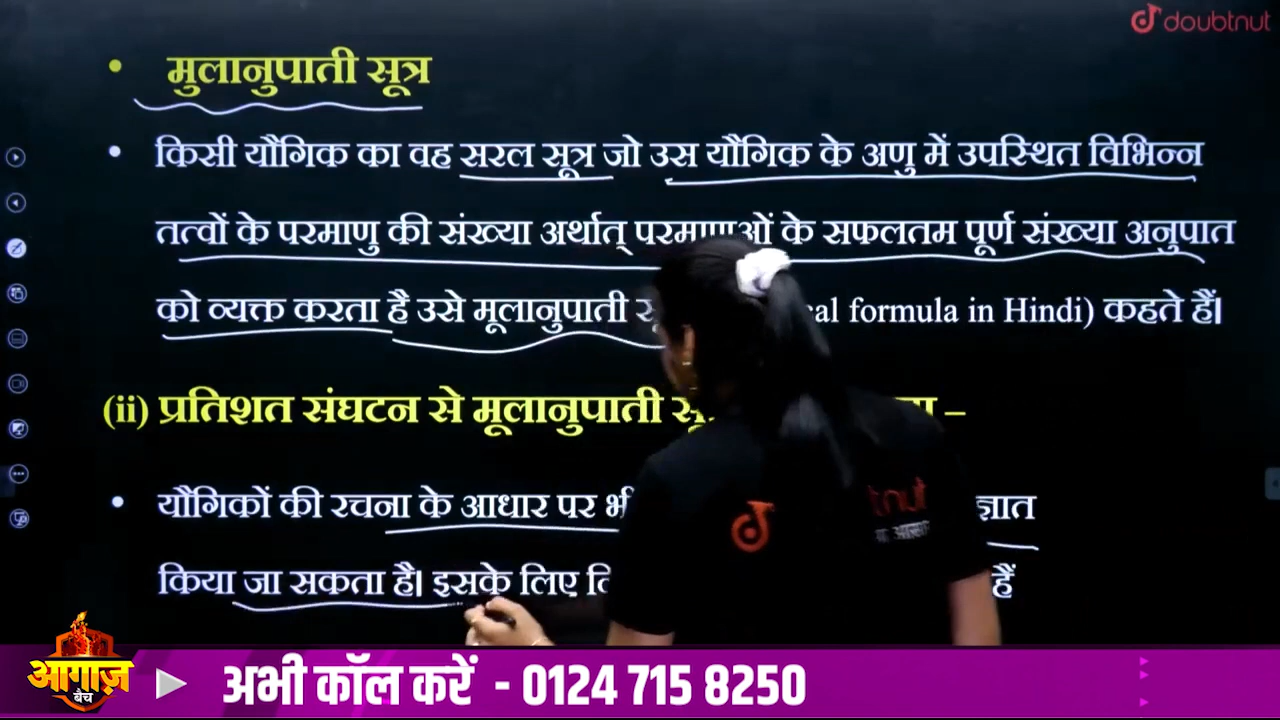 doubtnut
मुलानुपाती सूत्र
किसी यौगिक का वह सरल सूत्र जो उस यौगिक के अणु में उपस्थित विभिन्न
तत्वों के परमाणु की संख्या अर्थात् परमाणुओं के सफलतम पूर्ण संख्या अनुपात
को व्यक्त करता है उसे मूलानुपाती formula in Hindi) कहते हैं।
(ii) प्रतिशत संघटन से मूलानुपाती –
यौगिकों की रचना के आधार पर ज्ञात
किया जा सकता है। इसके लिए हैं
आगाज़
बैच
अभी कॉल करें - 0124 715 8250